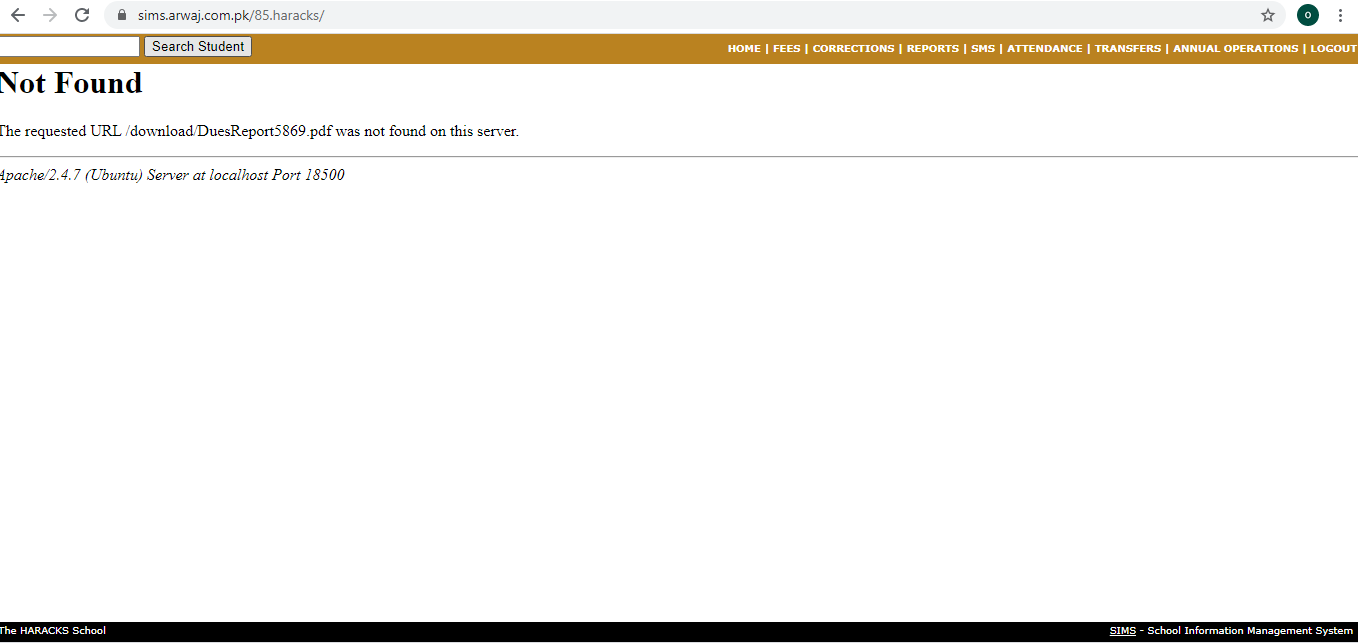 sims.arwaj.com.pk/85.haracks/
O
Search Student
HOME | FEES | CORRECTIONS | REPORTS | SMS | ATTENDANCE | TRANSFERS | ANNUAL OPERATIONS | LOGOUT
Not Found
The requested URL /download/DuesReport5869.pdf was not found on this server.
Apache/2.4.7 (Ubuntu) Server at localhost Port 18500
The HARACKS School
SIMS - School Information Management System